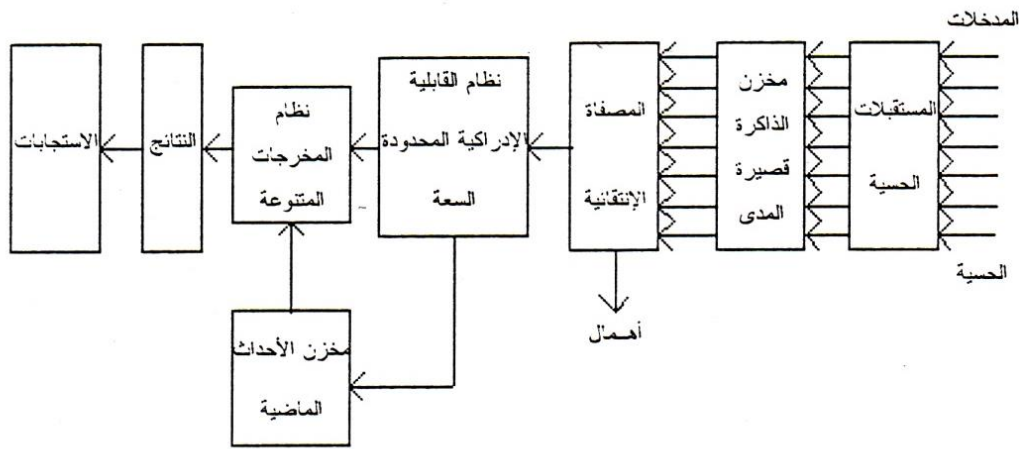 المدخلات
الحسية
المستقبلات
الحسية
مخزن
الذاكرة
قصيرة
المدى
المصفاة
الإنتقائية
أهـمال
نظام القابلية
الإدراكية المحدودة
السعة
نظام
المخرجات
المتنوعة
مخزن الأحداث
الماضية
النتائج
الاستجابات